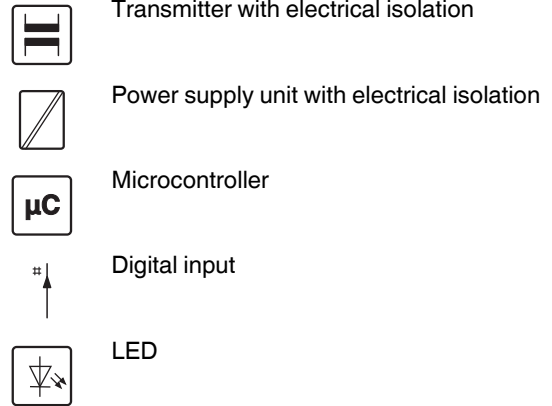 Transmitter with electrical isolation
Power supply unit with electrical isolation
µC Microcontroller
# Digital input
LED